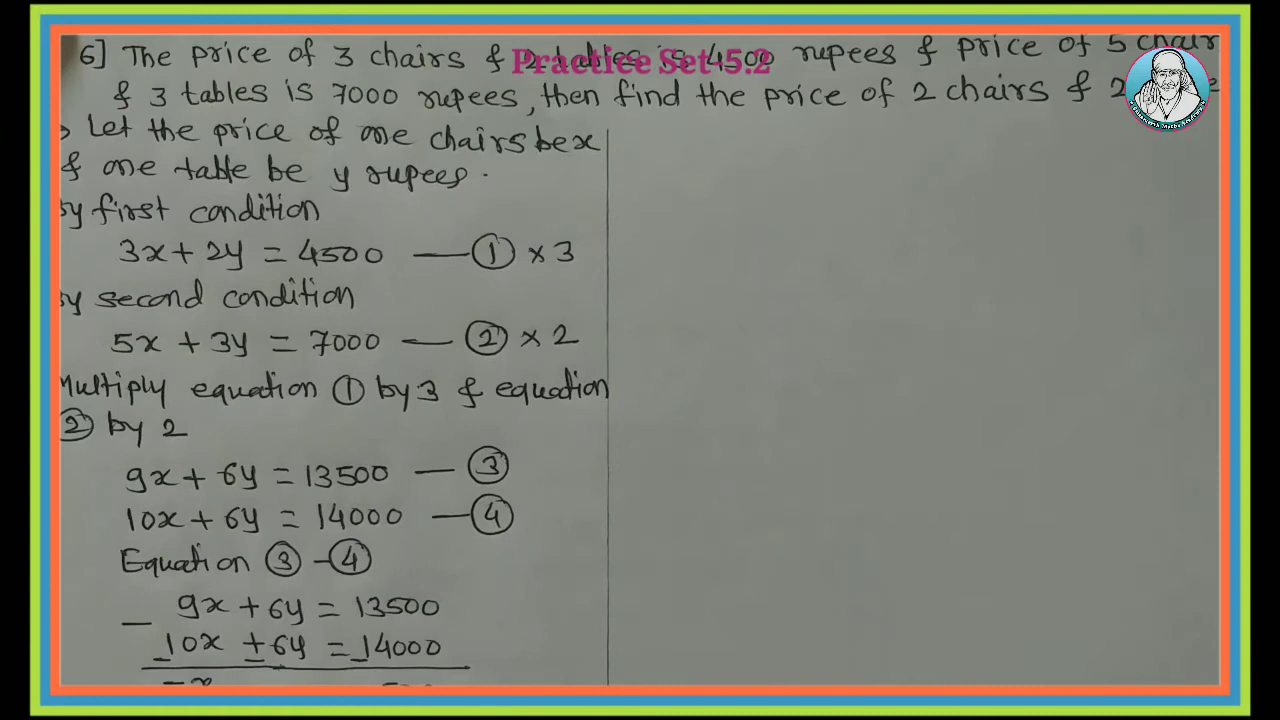 6] The price of 3 chairs & 2 tables is 4500 rupees & price of 5 chair
Practice Set-5.2
& 3 tables is 7000 rupees, then find the price of 2 chairs & 2
Let the price of one chairs be x
& one table be y rupees.
By first condition
3x + 2y = 4500 — ① × 3
By second condition
5x + 3y = 7000 — ② × 2
Multiply equation ① by 3 & equation
② by 2
9x + 6y = 13500 — ③
10x + 6y = 14000 — ④
Equation ③ - ④
— 9x + 6y = 13500
10x + 6y = 14000
- x